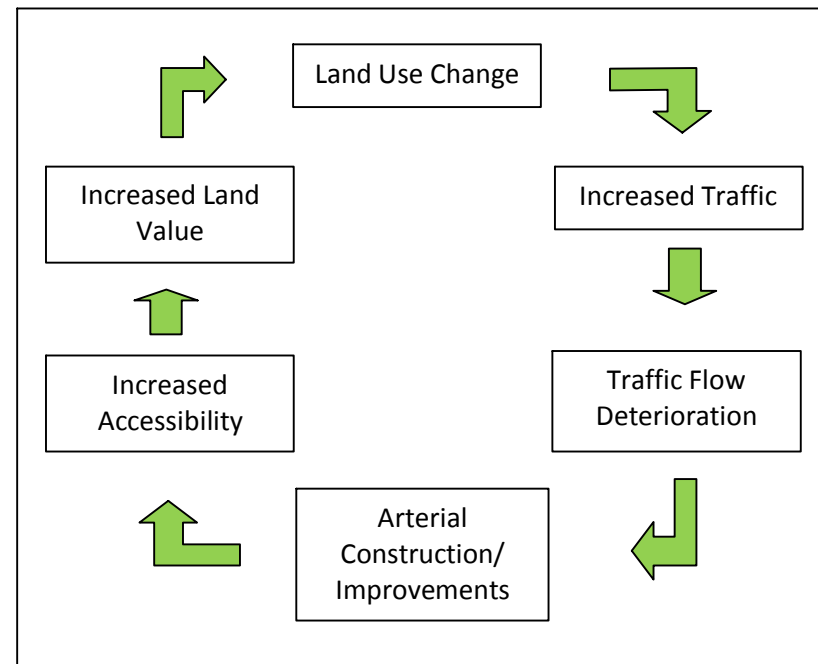 Land Use Change
Increased Traffic
Traffic Flow
Deterioration
Arterial
Construction/
Improvements
Increased
Accessibility
Increased Land
Value